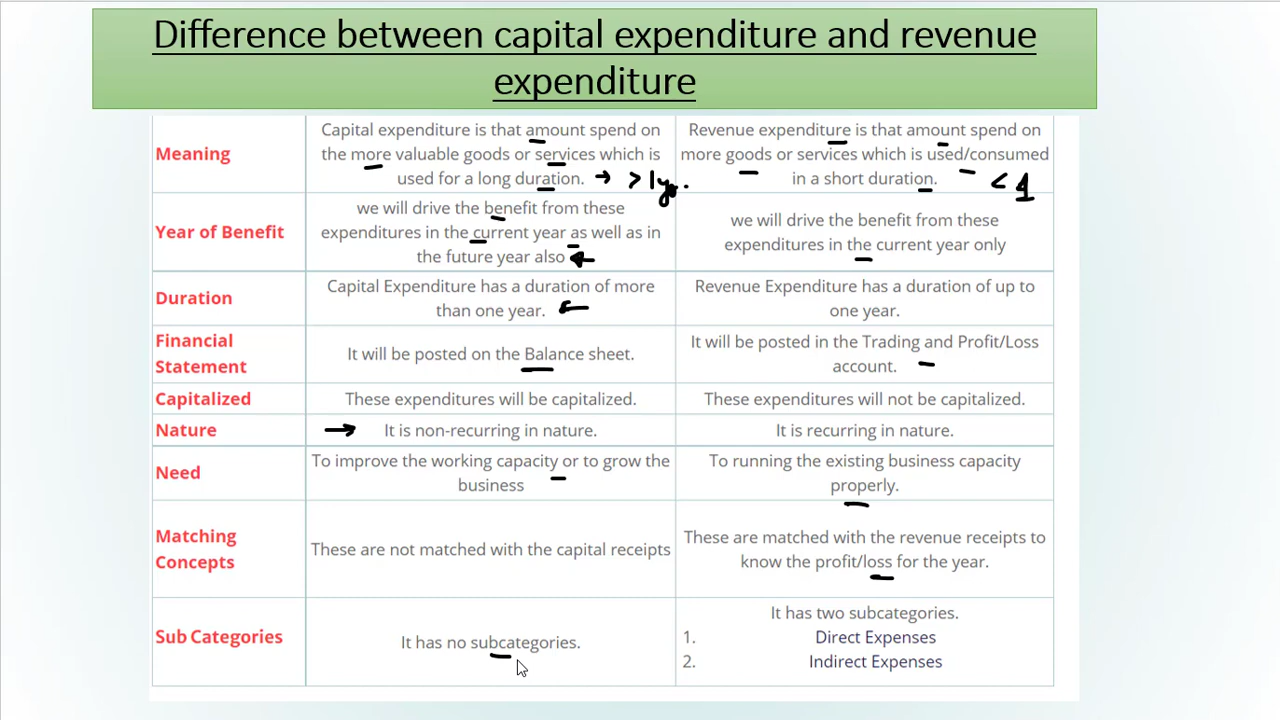 Difference between capital expenditure and revenue
expenditure
Meaning
Capital expenditure is that amount spend on
the more valuable goods or services which is
used for a long duration. → > 1 yr.
Revenue expenditure is that amount spend on
more goods or services which is used/consumed
in a short duration. < 1
Year of Benefit
we will drive the benefit from these
expenditures in the current year as well as in
the future year also
we will drive the benefit from these
expenditures in the current year only
Duration
Capital Expenditure has a duration of more
than one year.
Revenue Expenditure has a duration of up to
one year.
Financial
Statement
It will be posted on the Balance sheet.
It will be posted in the Trading and Profit/Loss
account.
Capitalized
These expenditures will be capitalized.
These expenditures will not be capitalized.
Nature
It is non-recurring in nature.
It is recurring in nature.
Need
To improve the working capacity or to grow the
business
To running the existing business capacity
properly.
Matching
Concepts
These are not matched with the capital receipts
These are matched with the revenue receipts to
know the profit/loss for the year.
Sub Categories
It has no subcategories.
It has two subcategories.
1. Direct Expenses
2. Indirect Expenses